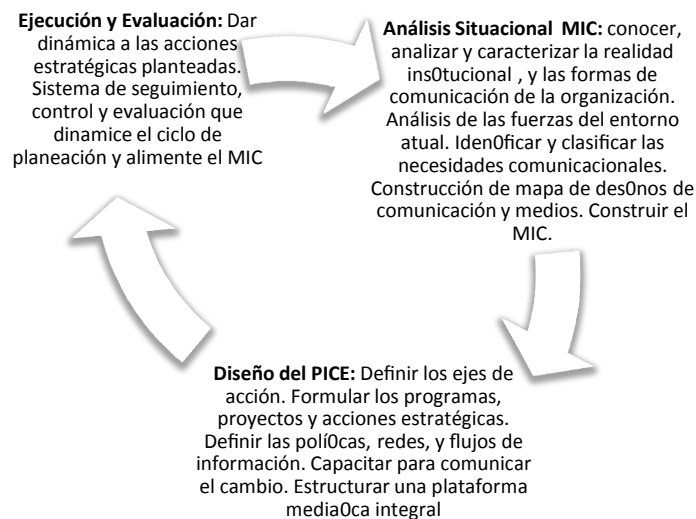 Ejecución y Evaluación: Dar
dinámica a las acciones
estratégicas planteadas.
Sistema de seguimiento,
control y evaluación que
dinamice el ciclo de
planeación y alimente el MIC
Análisis Situacional MIC: conocer,
analizar y caracterizar la realidad
ins0tucional , y las formas de
comunicación de la organización.
Análisis de las fuerzas del entorno
atual. Iden0ficar y clasificar las
necesidades comunicacionales.
Construcción de mapa de des0nos de
comunicación y medios. Construir el
MIC.
Diseño del PICE: Definir los ejes de
acción. Formular los programas,
proyectos y acciones estratégicas.
Definir las polí0cas, redes, y flujos de
información. Capacitar para comunicar
el cambio. Estructurar una plataforma
media0ca integral